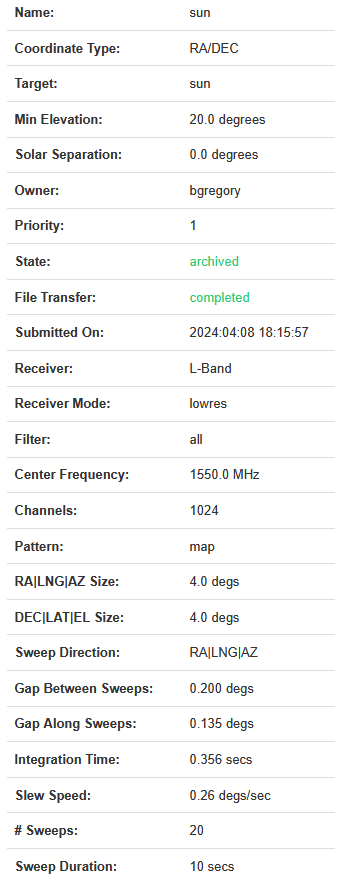 Name: sun
Coordinate Type: RA/DEC
Target: sun
Min Elevation: 20.0 degrees
Solar Separation: 0.0 degrees
Owner: bgregory
Priority: 1
State: archived
File Transfer: completed
Submitted On: 2024:04:08 18:15:57
Receiver: L-Band
Receiver Mode: lowres
Filter: all
Center Frequency: 1550.0 MHz
Channels: 1024
Pattern: map
RA|LNG|AZ Size: 4.0 degs
DEC|LAT|EL Size: 4.0 degs
Sweep Direction: RA|LNG|AZ
Gap Between Sweeps: 0.200 degs
Gap Along Sweeps: 0.135 degs
Integration Time: 0.356 secs
Slew Speed: 0.26 degs/sec
# Sweeps: 20
Sweep Duration: 10 secs